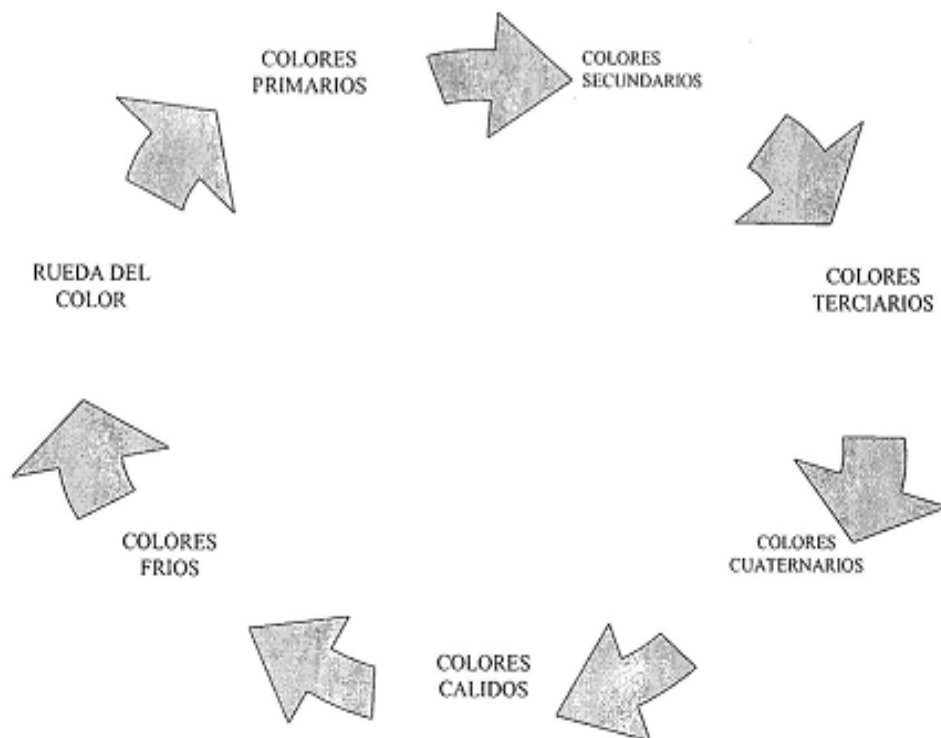 COLORES
PRIMARIOS
COLORES
SECUNDARIOS
COLORES
TERCIARIOS
COLORES
CUATERNARIOS
COLORES
CALIDOS
COLORES
FRIOS
RUEDA DEL
COLOR